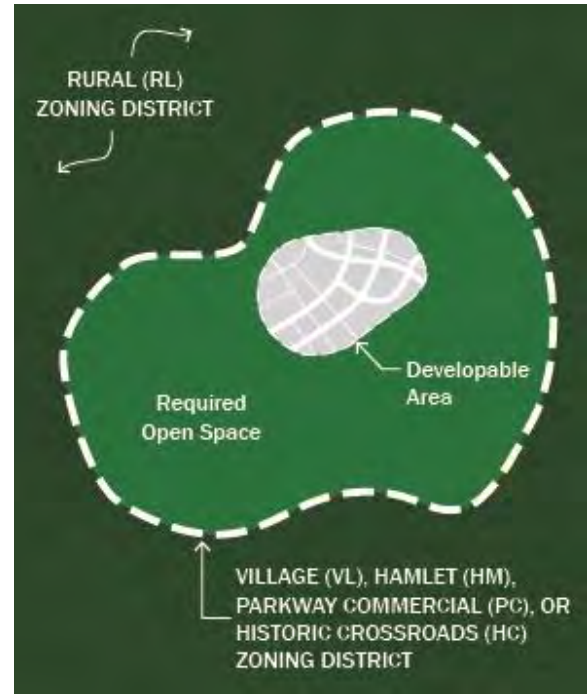 RURAL (RL)
ZONING DISTRICT
Developable
Area
Required
Open Space
VILLAGE (VL), HAMLET (HM),
PARKWAY COMMERCIAL (PC), OR
HISTORIC CROSSROADS (HC)
ZONING DISTRICT